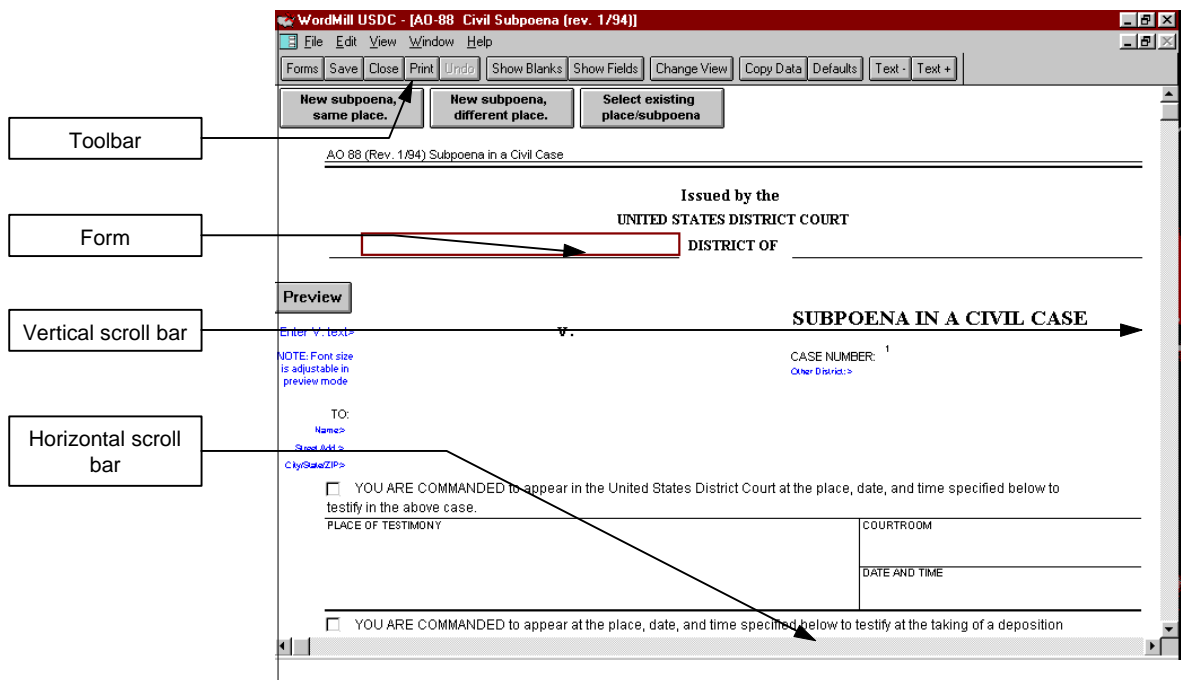 WordMill USDC - [AO-88 Civil Subpoena (rev. 1/94)]
File Edit View Window Help
Forms Save Close Print Undo Show Blanks Show Fields Change View Copy Data Defaults Text - Text +
New subpoena, same place.
New subpoena, different place.
Select existing place/subpoena
Toolbar
AO 88 (Rev. 1/94) Subpoena in a Civil Case
Issued by the
UNITED STATES DISTRICT COURT
Form
DISTRICT OF
Preview
SUBPOENA IN A CIVIL CASE
Vertical scroll bar
Enter 'V.' text>
V.
NOTE: Font size
is adjustable in
preview mode
CASE NUMBER: 1
Other District:>
TO:
Name:>
Horizontal scroll
bar
Street Add.>
City/State/ZIP:>
YOU ARE COMMANDED to appear in the United States District Court at the place, date, and time specified below to
testify in the above case.
PLACE OF TESTIMONY
COURTROOM
DATE AND TIME
YOU ARE COMMANDED to appear at the place, date, and time specified below to testify at the taking of a deposition